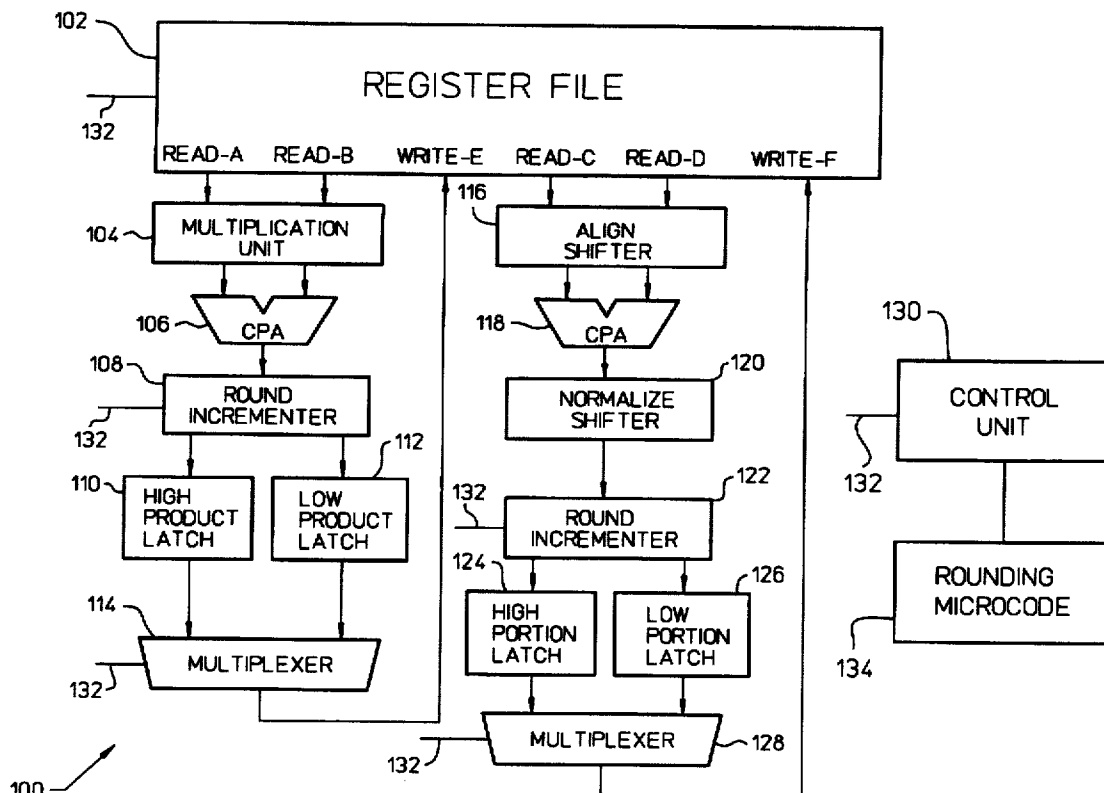 102
REGISTER FILE
132
READ-A READ-B WRITE-E READ-C READ-D WRITE-F
104
MULTIPLICATION
UNIT
116
ALIGN
SHIFTER
106
CPA
118
CPA
130
CONTROL
UNIT
132
108
ROUND
INCREMENTER
132
120
NORMALIZE
SHIFTER
110
HIGH
PRODUCT
LATCH
112
LOW
PRODUCT
LATCH
122
132
ROUND
INCREMENTER
ROUNDING
MICROCODE
134
124
HIGH
PORTION
LATCH
126
LOW
PORTION
LATCH
114
MULTIPLEXER
132
MULTIPLEXER
128
132
100